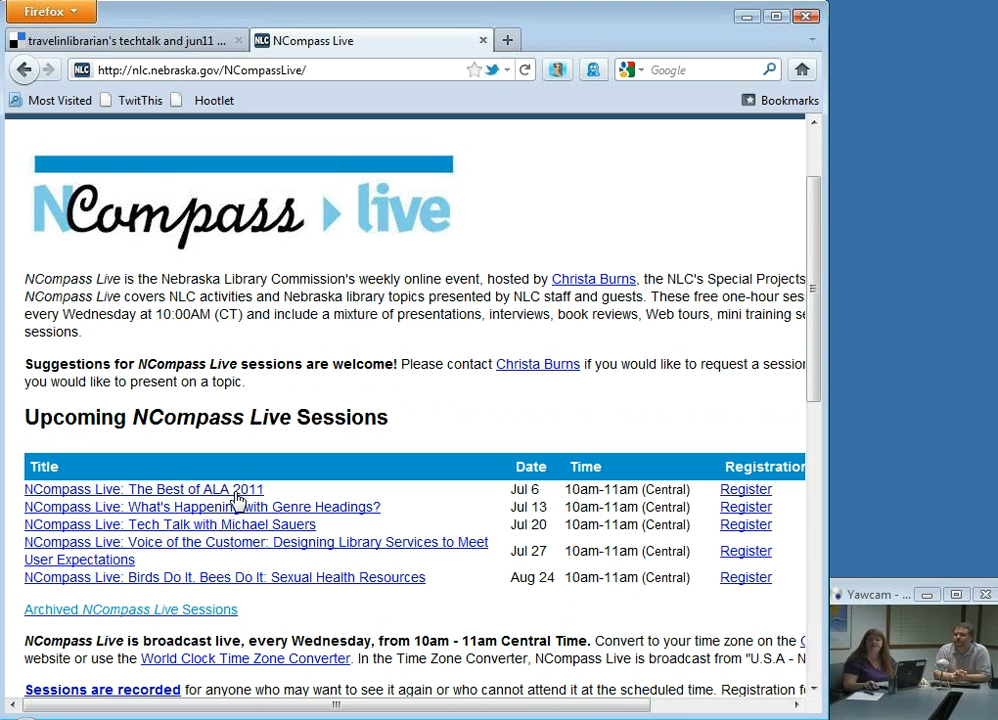 Firefox
travelinlibrarian's techtalk and jun11 ...
NLC NCompass Live
NLC http://nlc.nebraska.gov/NCompassLive/
Google
Most Visited TwitThis Hootlet Bookmarks
NCompass live
NCompass Live is the Nebraska Library Commission's weekly online event, hosted by Christa Burns, the NLC's Special Projects
NCompass Live covers NLC activities and Nebraska library topics presented by NLC staff and guests. These free one-hour ses
every Wednesday at 10:00AM (CT) and include a mixture of presentations, interviews, book reviews, Web tours, mini training se
sessions.
Suggestions for NCompass Live sessions are welcome! Please contact Christa Burns if you would like to request a session
you would like to present on a topic.
Upcoming NCompass Live Sessions
Title Date Time Registration
NCompass Live: The Best of ALA 2011 Jul 6 10am-11am (Central) Register
NCompass Live: What's Happening with Genre Headings? Jul 13 10am-11am (Central) Register
NCompass Live: Tech Talk with Michael Sauers Jul 20 10am-11am (Central) Register
NCompass Live: Voice of the Customer: Designing Library Services to Meet
User Expectations Jul 27 10am-11am (Central) Register
NCompass Live: Birds Do It, Bees Do It: Sexual Health Resources Aug 24 10am-11am (Central) Register
Archived NCompass Live Sessions
NCompass Live is broadcast live, every Wednesday, from 10am - 11am Central Time. Convert to your time zone on the
website or use the World Clock Time Zone Converter. In the Time Zone Converter, NCompass Live is broadcast from "U.S.A - N
Sessions are recorded for anyone who may want to see it again or who cannot attend it at the scheduled time. Registration f
Yawcam - ...